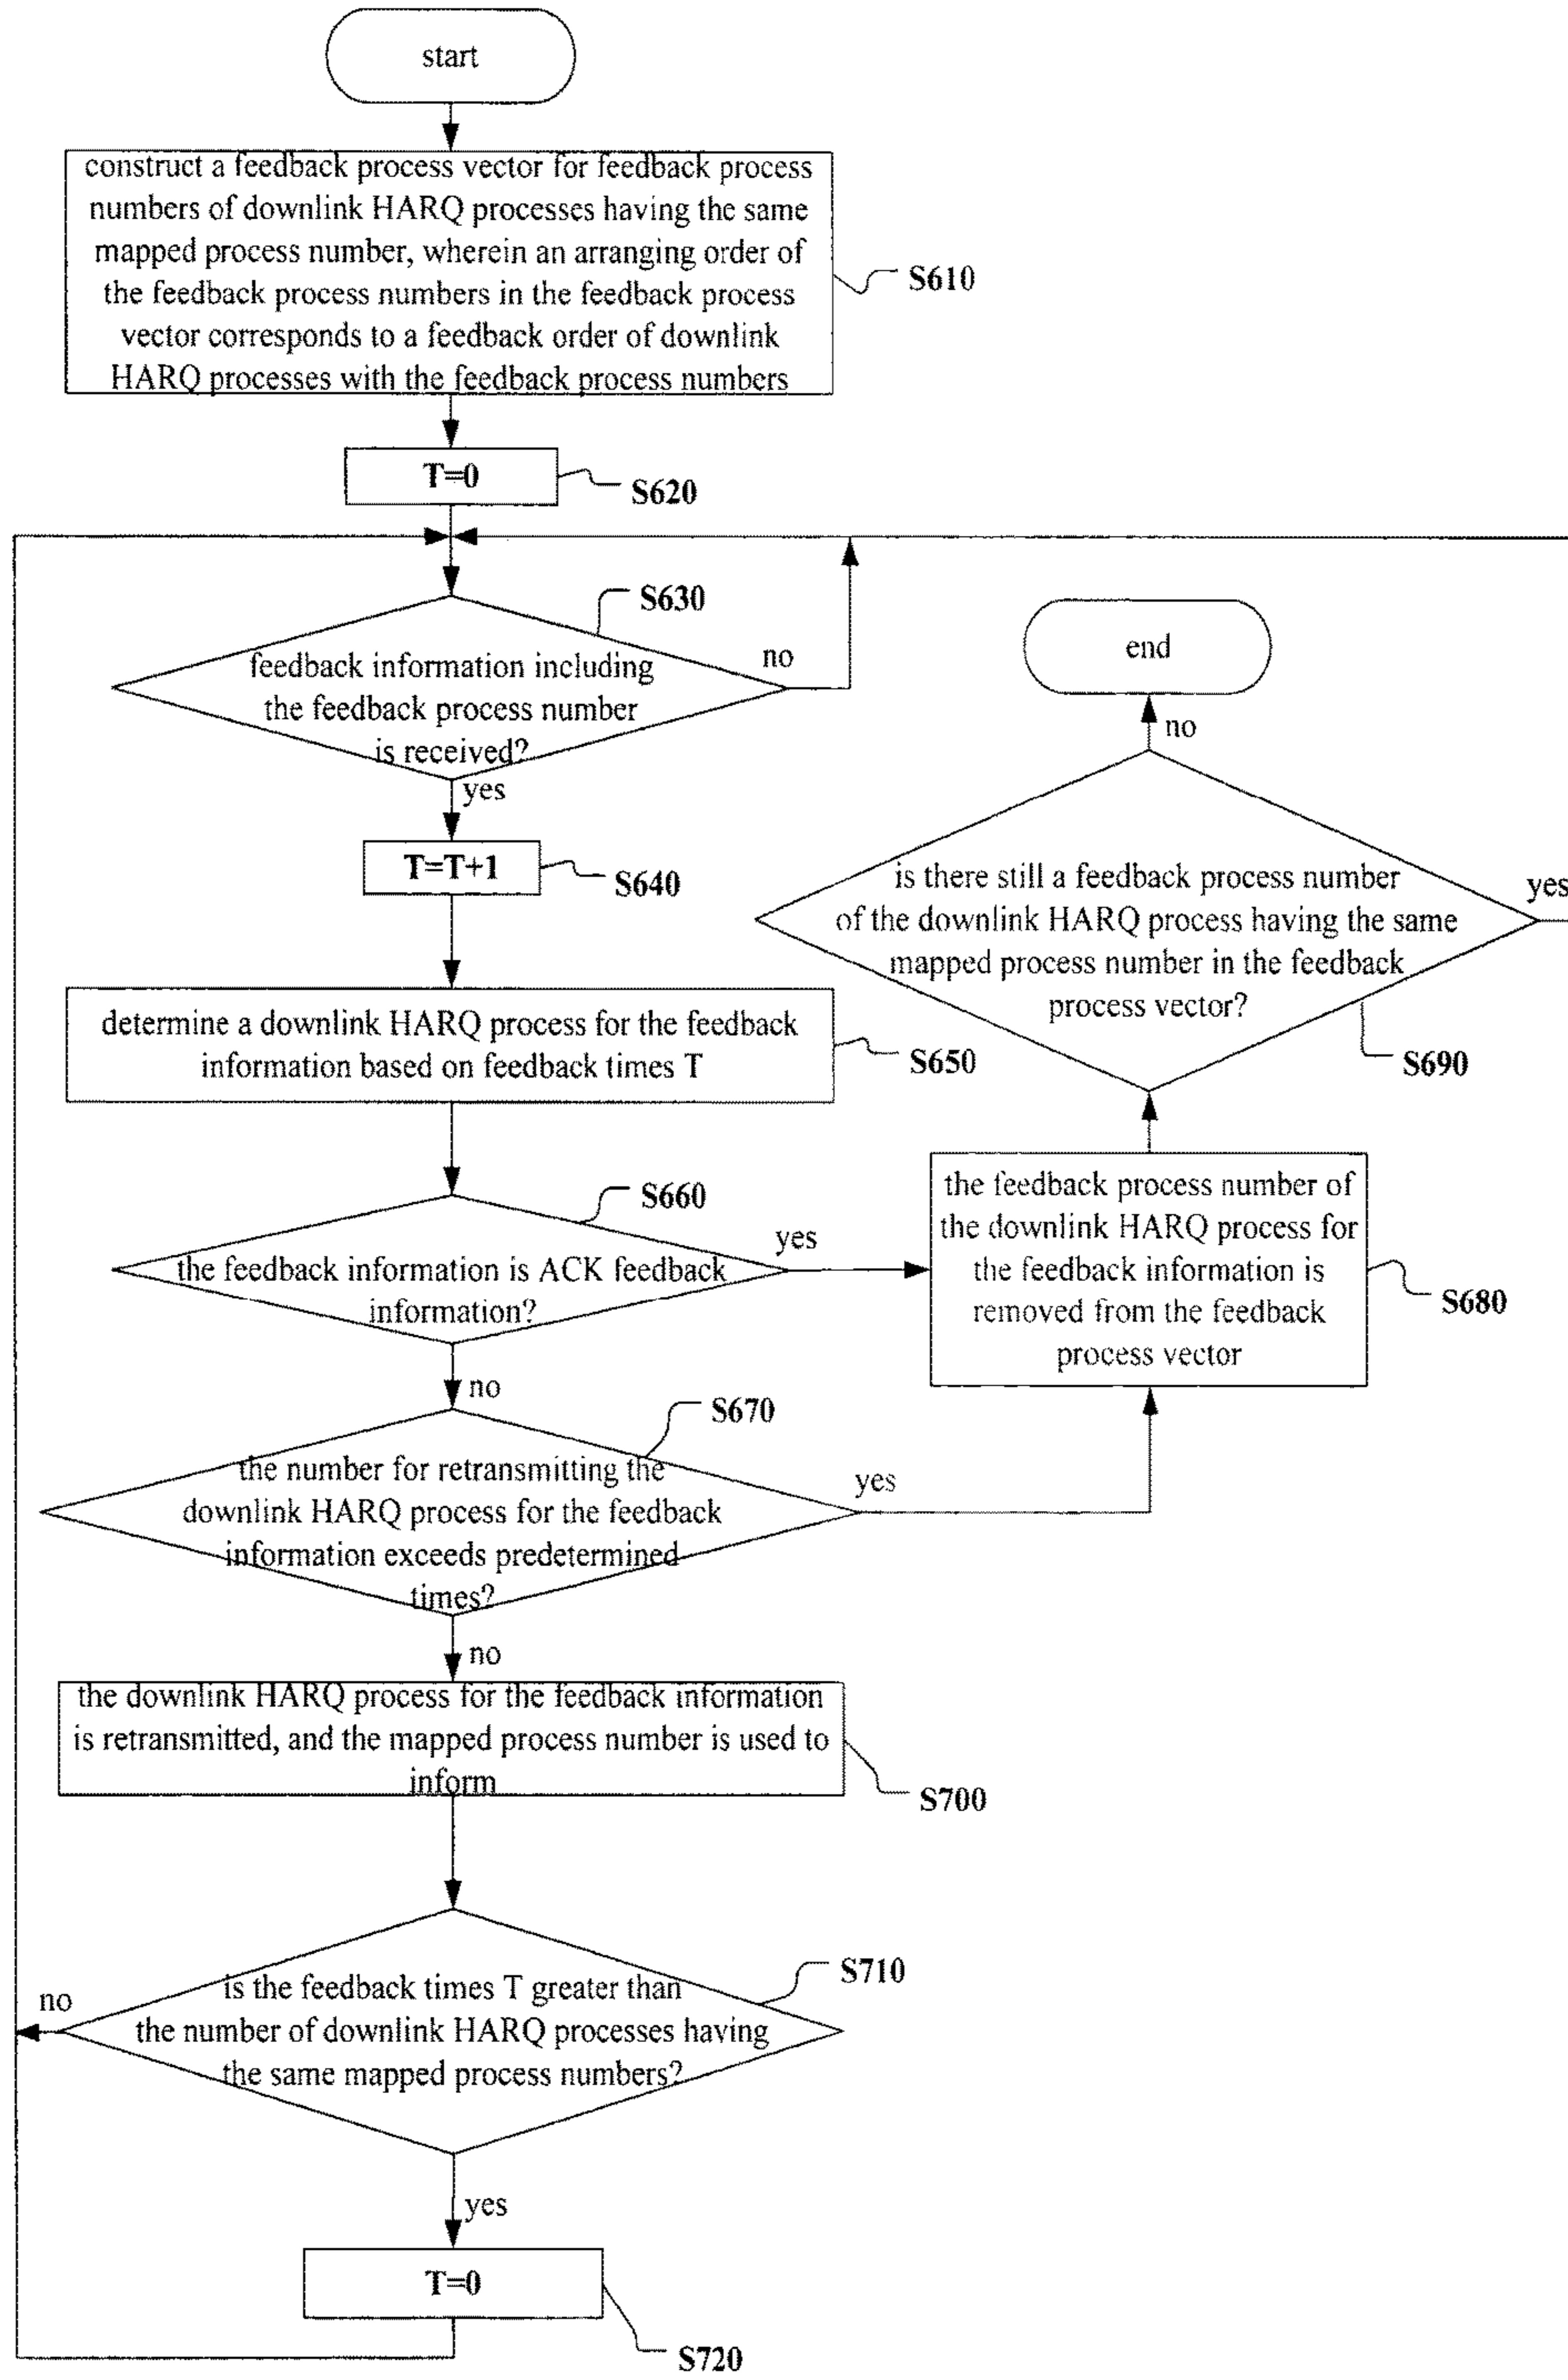 start
construct a feedback process vector for feedback process
numbers of downlink HARQ processes having the same
mapped process number, wherein an arranging order of
the feedback process numbers in the feedback process
vector corresponds to a feedback order of downlink
HARQ processes with the feedback process numbers
S610
T=0
S620
S630
feedback information including
the feedback process number
is received?
no
yes
T=T+1
S640
determine a downlink HARQ process for the feedback
information based on feedback times T
S650
S660
the feedback information is ACK feedback
information?
yes
no
S670
the number for retransmitting the
downlink HARQ process for the feedback
information exceeds predetermined
times?
yes
no
the feedback process number of
the downlink HARQ process for
the feedback information is
removed from the feedback
process vector
S680
is there still a feedback process number
of the downlink HARQ process having the same
mapped process number in the feedback
process vector?
S690
yes
no
end
the downlink HARQ process for the feedback information
is retransmitted, and the mapped process number is used to
inform
S700
is the feedback times T greater than
the number of downlink HARQ processes having
the same mapped process numbers?
S710
no
yes
T=0
S720